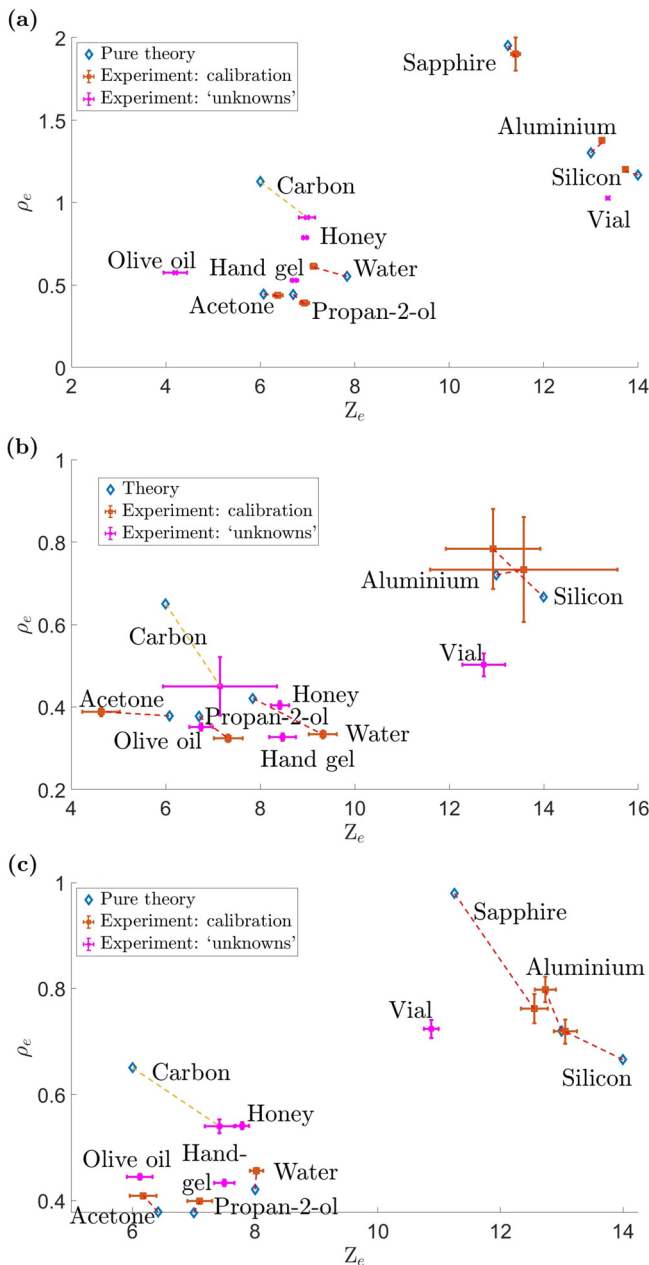 (a)
2
Pure theory
Experiment: calibration
Experiment: ‘unknowns’
Sapphire
Aluminium
1.5
Silicon
Carbon
Vial
1
ρe
Honey
Olive oil
Hand gel
Water
0.5
Acetone
Propan-2-ol
0
2 4 6 8 10 12 14
Ze
(b)
1
Theory
Experiment: calibration
Experiment: ‘unknowns’
0.8
Aluminium
Silicon
ρe
0.6
Carbon
Vial
Acetone
Honey
0.4
Propan-2-ol
Olive oil
Water
Hand gel
0.2
4 6 8 10 12 14 16
Ze
(c)
1
Pure theory
Experiment: calibration
Experiment: ‘unknowns’
Sapphire
Aluminium
0.8
Vial
ρe
Carbon
Silicon
0.6
Honey
Olive oil
Hand-
gel
Water
0.4
Acetone
Propan-2-ol
6 8 10 12 14
Ze